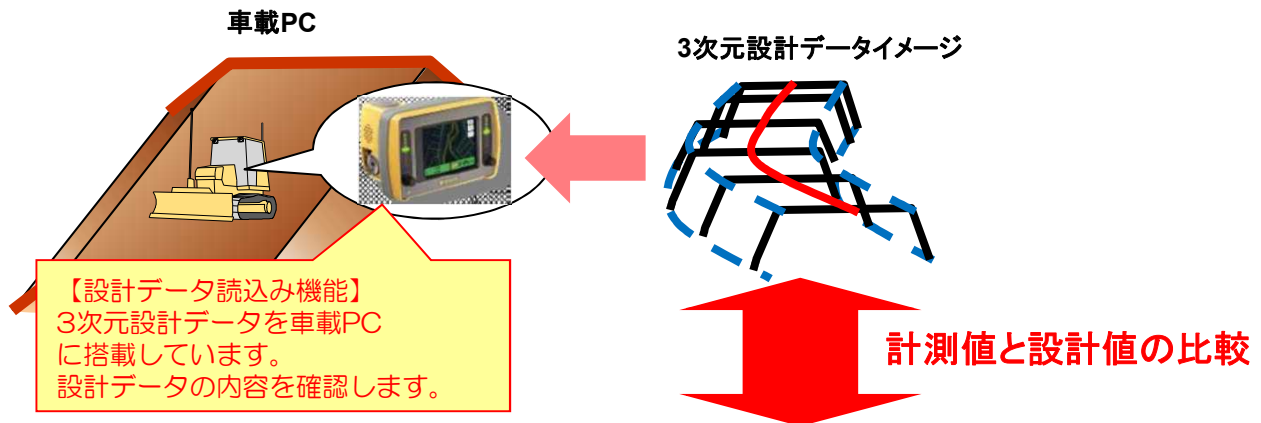 車載PC
3次元設計データイメージ
【設計データ読込み機能】
3次元設計データを車載PC
に搭載しています。
設計データの内容を確認します。
計測値と設計値の比較